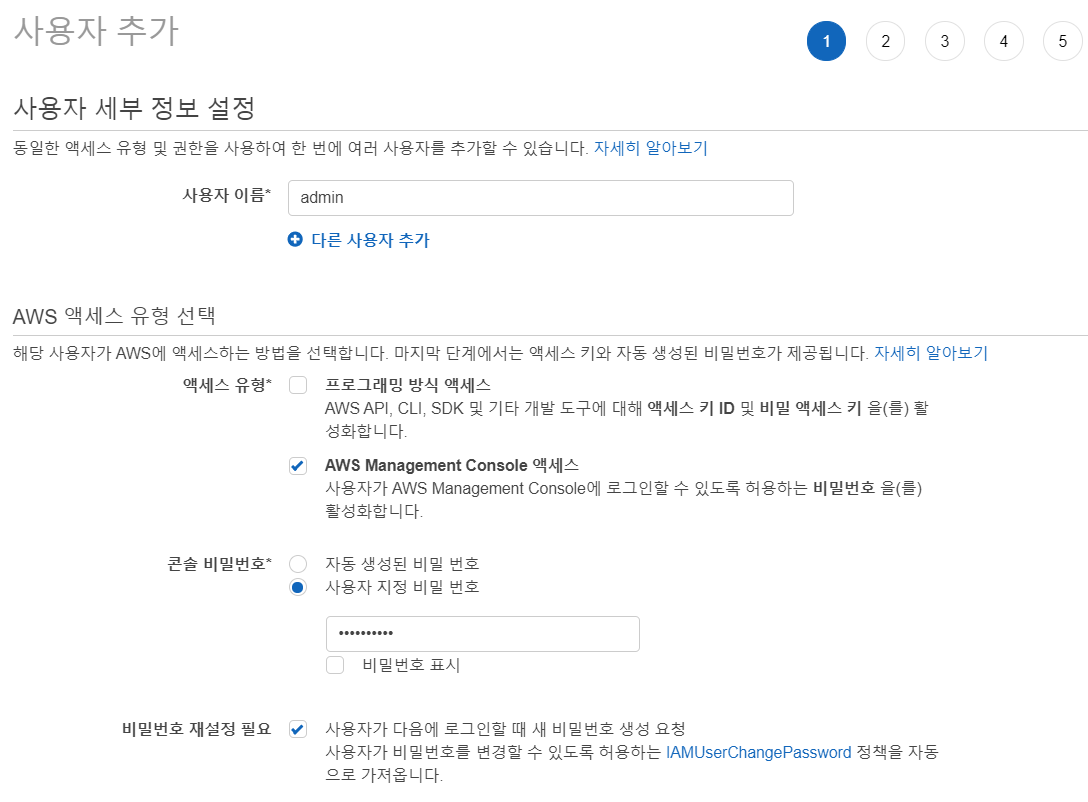 사용자 추가
1 2 3 4 5
사용자 세부 정보 설정
동일한 액세스 유형 및 권한을 사용하여 한 번에 여러 사용자를 추가할 수 있습니다. 자세히 알아보기
사용자 이름* admin
다른 사용자 추가
AWS 액세스 유형 선택
해당 사용자가 AWS에 액세스하는 방법을 선택합니다. 마지막 단계에서는 액세스 키와 자동 생성된 비밀번호가 제공됩니다. 자세히 알아보기
액세스 유형* 프로그래밍 방식 액세스
AWS API, CLI, SDK 및 기타 개발 도구에 대해 액세스 키 ID 및 비밀 액세스 키 을(를) 활
성화합니다.
AWS Management Console 액세스
사용자가 AWS Management Console에 로그인할 수 있도록 허용하는 비밀번호 을(를)
활성화합니다.
콘솔 비밀번호* 자동 생성된 비밀 번호
사용자 지정 비밀 번호
••••••••••
비밀번호 표시
비밀번호 재설정 필요 사용자가 다음에 로그인할 때 새 비밀번호 생성 요청
사용자가 비밀번호를 변경할 수 있도록 허용하는 IAMUserChangePassword 정책을 자동
으로 가져옵니다.